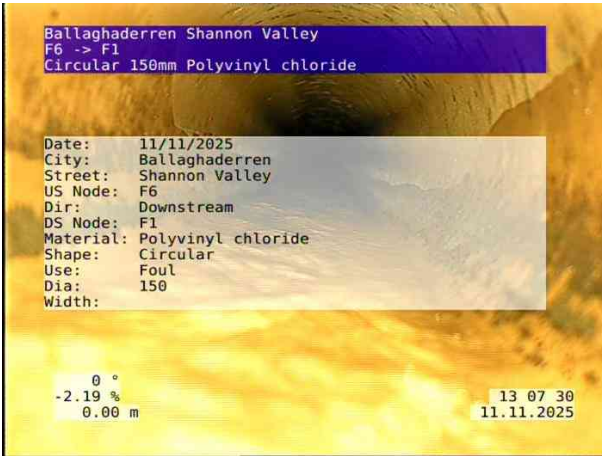 Ballaghaderren Shannon Valley
F6 -> F1
Circular 150mm Polyvinyl chloride
Date: 11/11/2025
City: Ballaghaderren
Street: Shannon Valley
US Node: F6
Dir: Downstream
DS Node: F1
Material: Polyvinyl chloride
Shape: Circular
Use: Foul
Dia: 150
Width:
0 °
-2.19 %
0.00 m
13 07 30
11.11.2025